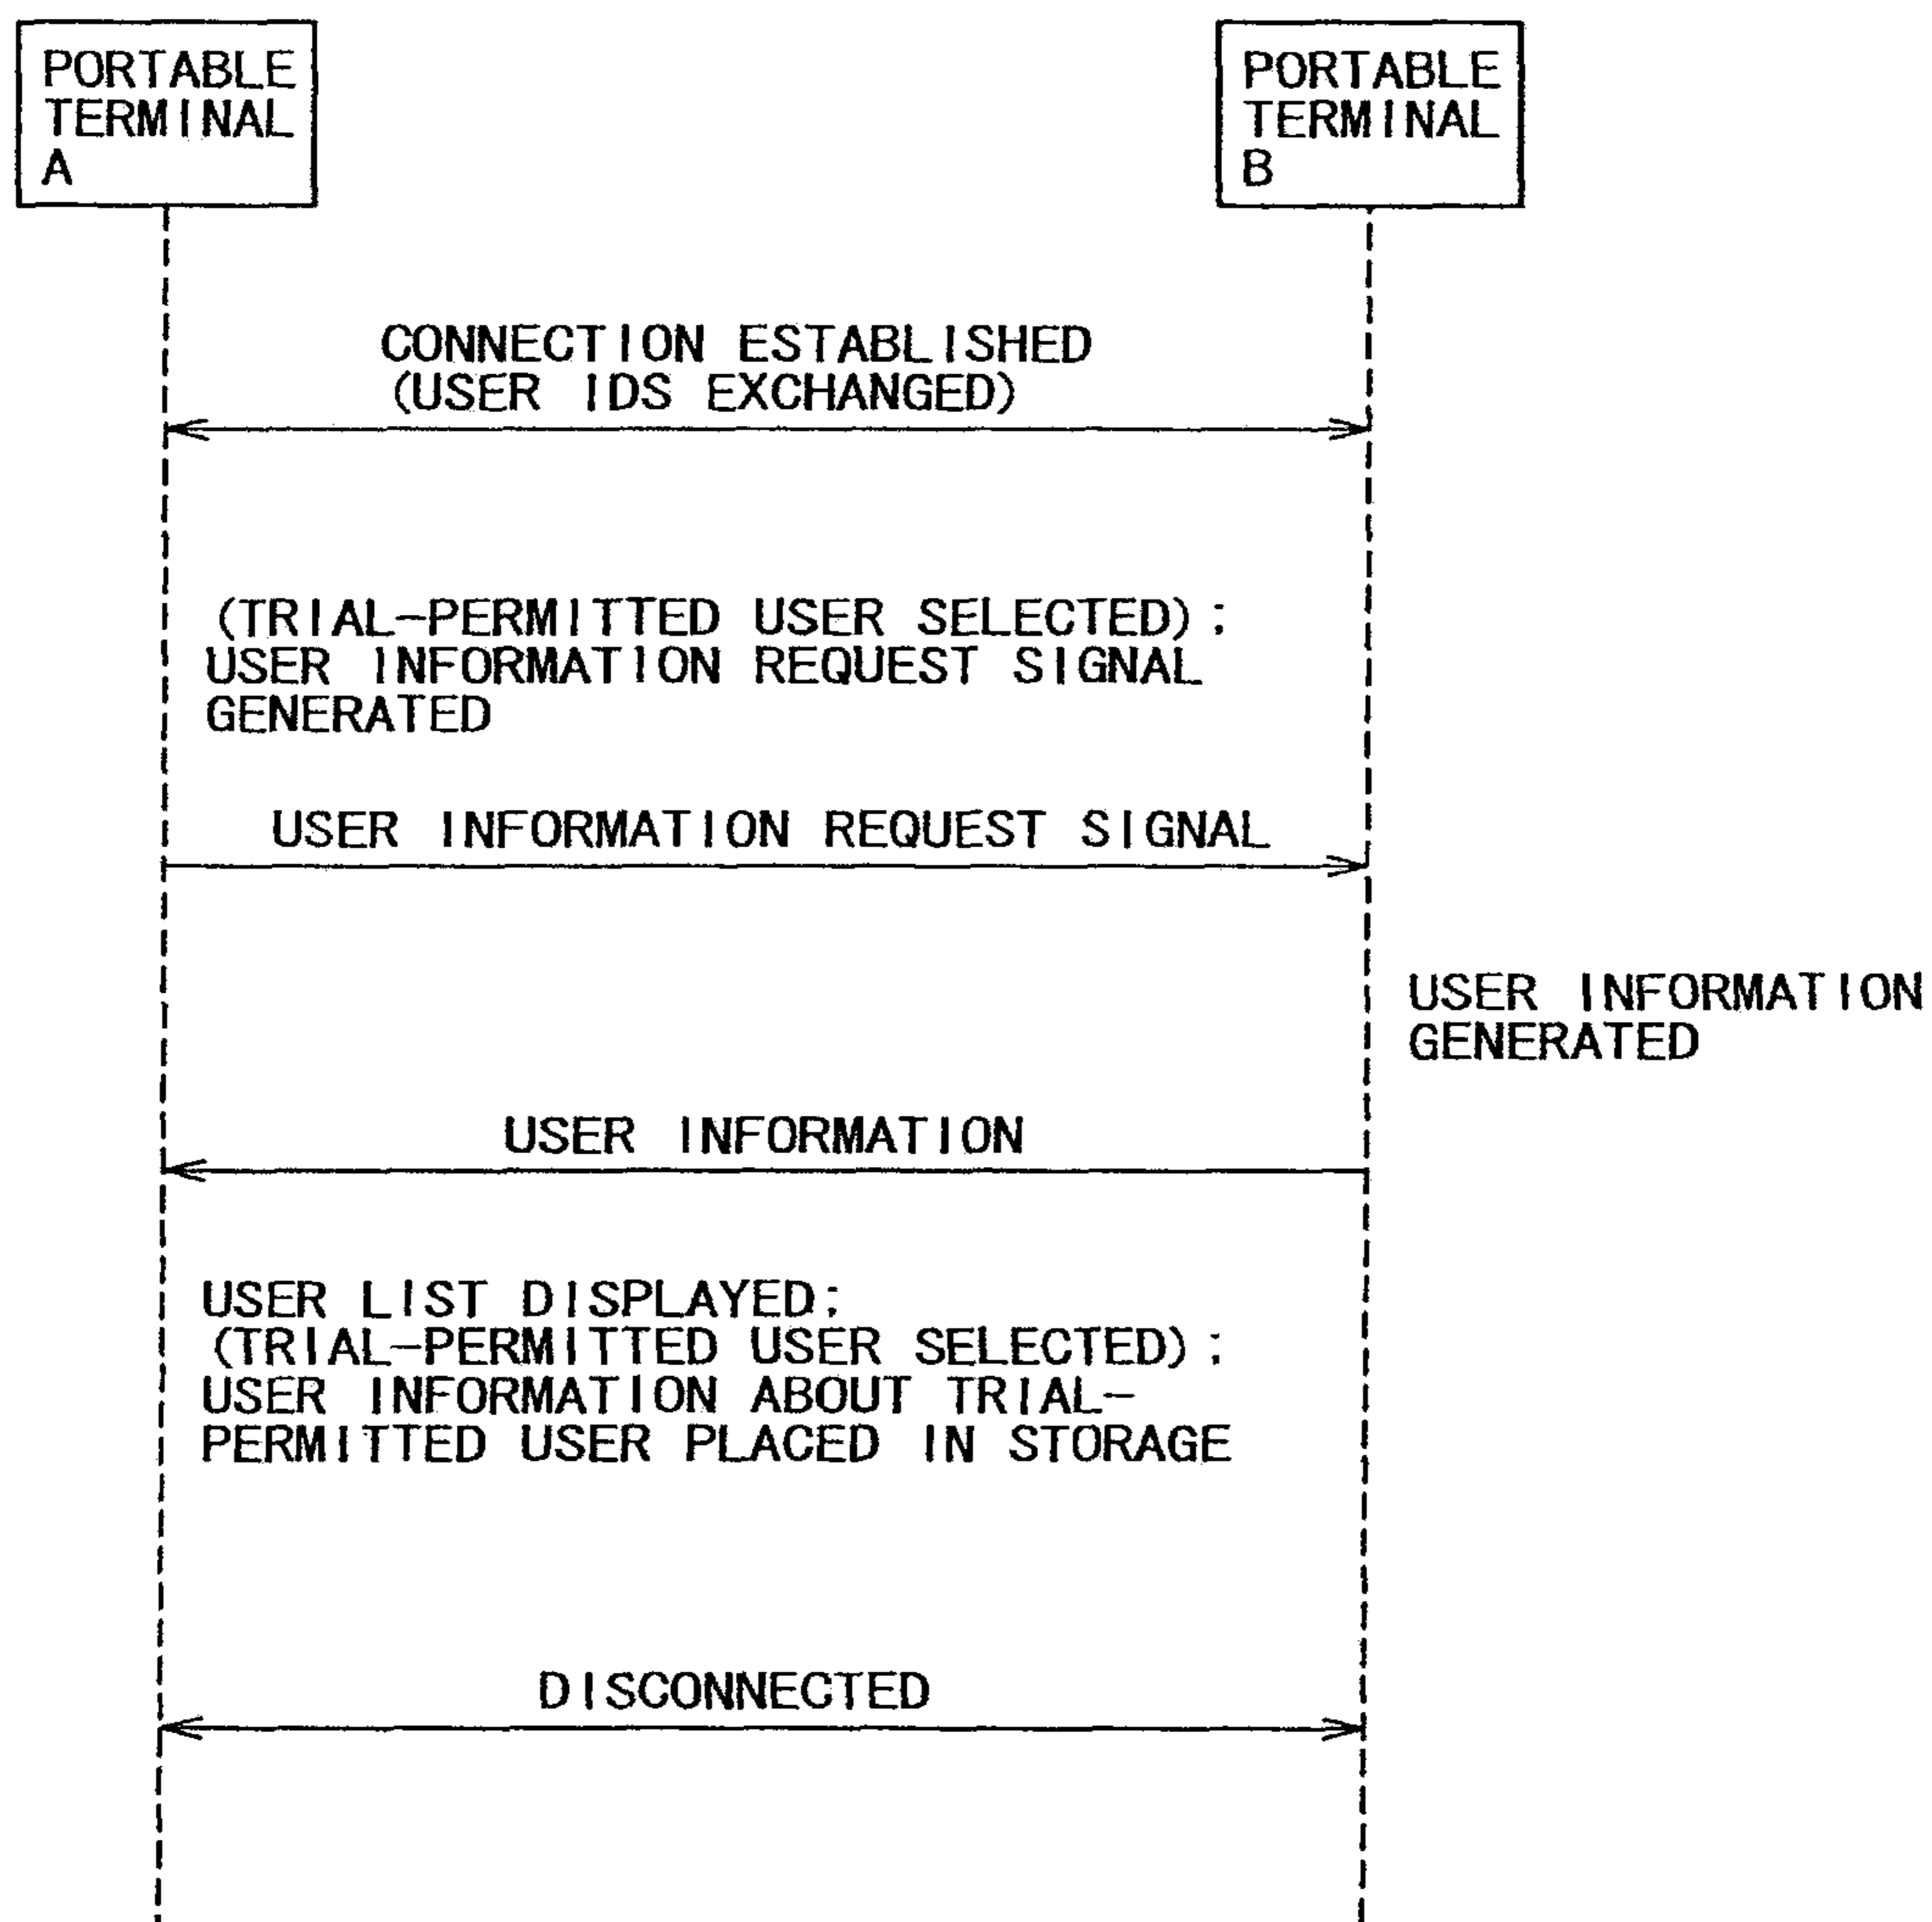 PORTABLE
TERMINAL
A
PORTABLE
TERMINAL
B
CONNECTION ESTABLISHED
(USER IDS EXCHANGED)
(TRIAL-PERMITTED USER SELECTED);
USER INFORMATION REQUEST SIGNAL
GENERATED
USER INFORMATION REQUEST SIGNAL
USER INFORMATION
GENERATED
USER INFORMATION
USER LIST DISPLAYED;
(TRIAL-PERMITTED USER SELECTED);
USER INFORMATION ABOUT TRIAL-
PERMITTED USER PLACED IN STORAGE
DISCONNECTED